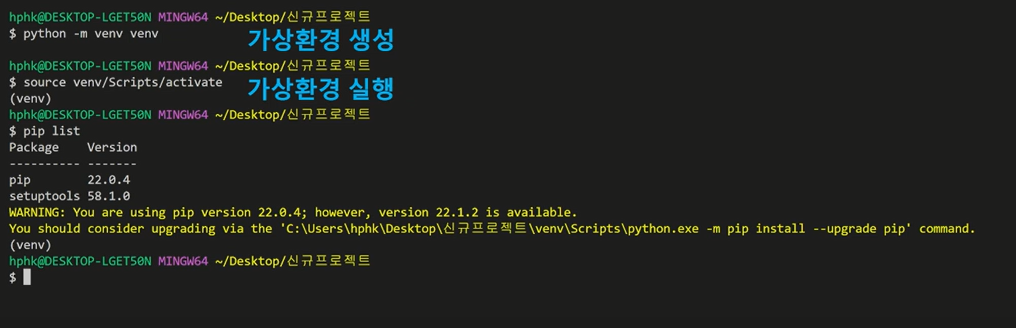 hphk@DESKTOP-LGET50N MINGW64 ~/Desktop/신규프로젝트
$ python -m venv venv
가상환경 생성
hphk@DESKTOP-LGET50N MINGW64 ~/Desktop/신규프로젝트
$ source venv/Scripts/activate
가상환경 실행
(venv)
hphk@DESKTOP-LGET50N MINGW64 ~/Desktop/신규프로젝트
$ pip list
Package    Version
---------- -------
pip        22.0.4
setuptools 58.1.0
WARNING: You are using pip version 22.0.4; however, version 22.1.2 is available.
You should consider upgrading via the 'C:\Users\hphk\Desktop\신규프로젝트\venv\Scripts\python.exe -m pip install --upgrade pip' command.
(venv)
hphk@DESKTOP-LGET50N MINGW64 ~/Desktop/신규프로젝트
$